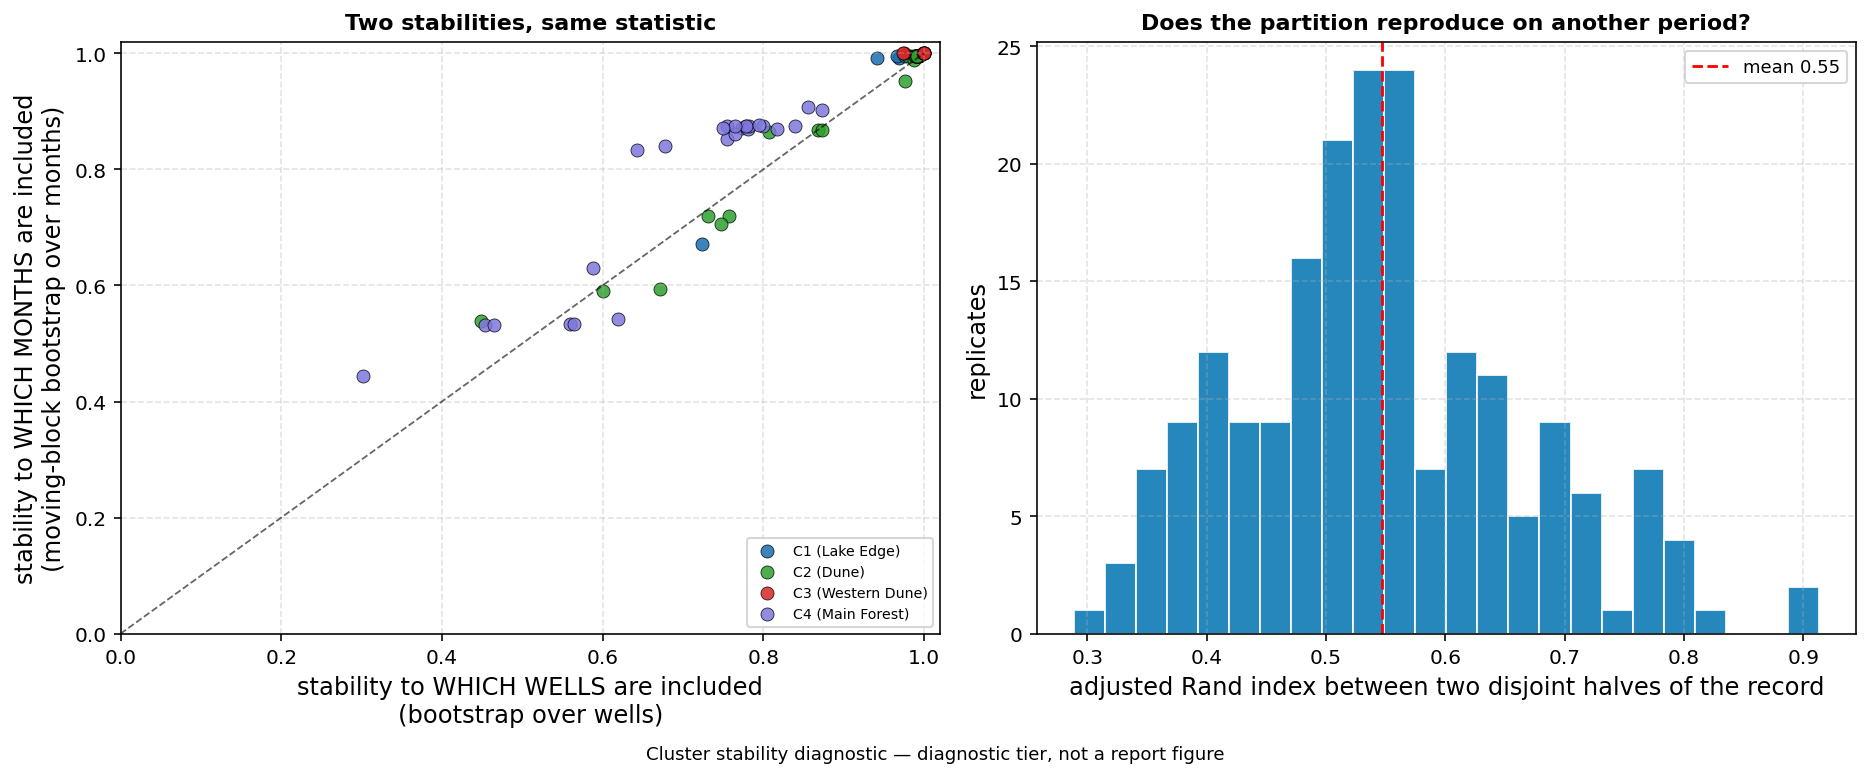 Two stabilities, same statistic
stability to WHICH MONTHS are included
(moving-block bootstrap over months)
1.0
0.8
0.6
0.4
0.2
0.0
0.0 0.2 0.4 0.6 0.8 1.0
stability to WHICH WELLS are included
(bootstrap over wells)
C1 (Lake Edge)
C2 (Dune)
C3 (Western Dune)
C4 (Main Forest)
Does the partition reproduce on another period?
replicates
25
20
15
10
5
0
0.3 0.4 0.5 0.6 0.7 0.8 0.9
adjusted Rand index between two disjoint halves of the record
mean 0.55
Cluster stability diagnostic — diagnostic tier, not a report figure